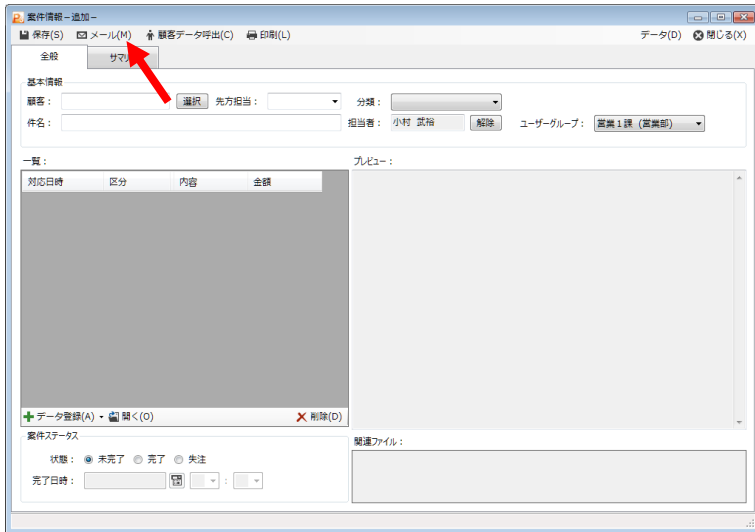 案件情報－追加－
保存(S) メール(M) 顧客データ呼出(C) 印刷(L) データ(D) 閉じる(X)
全般 サマリ
基本情報
顧客： 選択 先方担当： 分類：
件名： 担当者： 小村 武裕 解除 ユーザーグループ： 営業１課 (営業部)
一覧： プレビュー：
対応日時 区分 内容 金額
データ登録(A) 開く(O) 削除(D)
案件ステータス
状態： 未完了 完了 失注
関連ファイル：
完了日時： ：